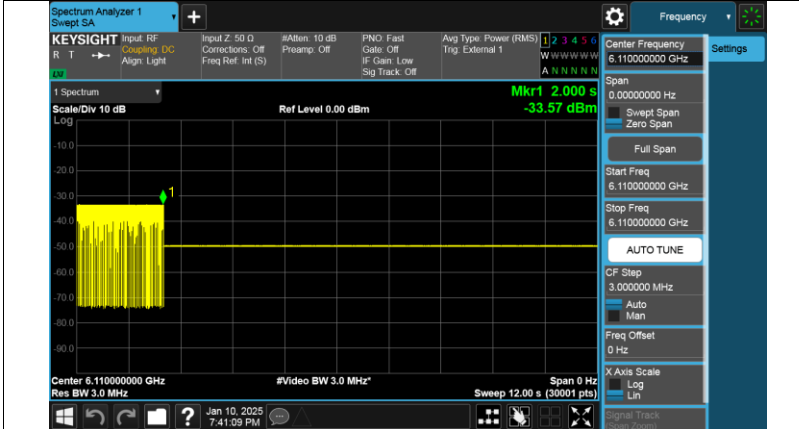 Spectrum Analyzer 1
Swept SA
Frequency
KEYSIGHT
R T
Input: RF
Coupling: DC
Align: Light
Input Z: 50 Ω
Corrections: Off
Freq Ref: Int (S)
#Atten: 10 dB
Preamp: Off
PNO: Fast
Gate: Off
IF Gain: Low
Sig Track: Off
Avg Type: Power (RMS)
Trig: External 1
1 2 3 4 5 6
W W W W W W
A N N N N N
1 Spectrum
Scale/Div 10 dB
Ref Level 0.00 dBm
Mkr1 2.000 s
-33.57 dBm
Log
-10.0
-20.0
-30.0
-40.0
-50.0
-60.0
-70.0
-80.0
-90.0
1
Center 6.110000000 GHz
Res BW 3.0 MHz
#Video BW 3.0 MHz*
Span 0 Hz
Sweep 12.00 s (30001 pts)
Jan 10, 2025
7:41:09 PM
Center Frequency
6.110000000 GHz
Settings
Span
0.00000000 Hz
Swept Span
Zero Span
Full Span
Start Freq
6.110000000 GHz
Stop Freq
6.110000000 GHz
AUTO TUNE
CF Step
3.000000 MHz
Auto
Man
Freq Offset
0 Hz
X Axis Scale
Log
Lin
Signal Track
(Span Zoom)